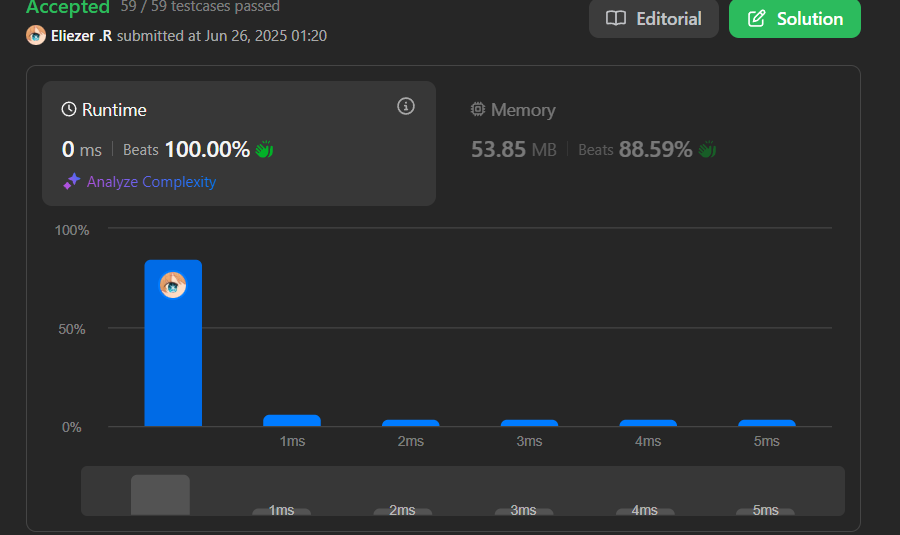 Accepted 59 / 59 testcases passed
Eliezer .R submitted at Jun 26, 2025 01:20
Editorial
Solution
Runtime
0 ms Beats 100.00%
Analyze Complexity
Memory
53.85 MB Beats 88.59%
100%
50%
0%
1ms 2ms 3ms 4ms 5ms
1ms 2ms 3ms 4ms 5ms